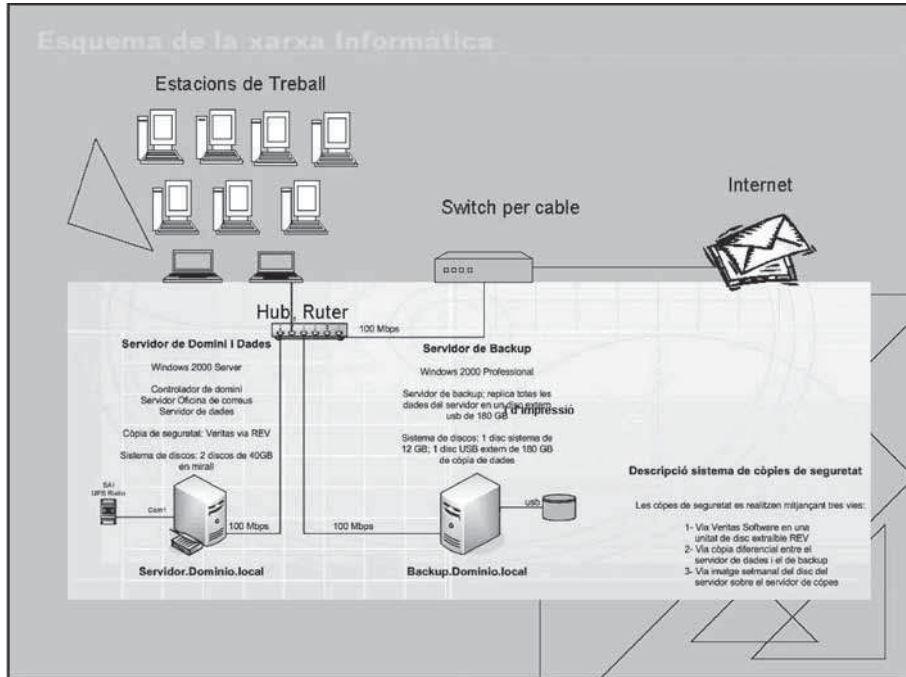 Esquema de la xarxa Informàtica
Estacions de Treball
Internet
Switch per cable
Hub, Ruter
100 Mbps
Servidor de Domini I Dades
Windows 2000 Server
Controlador de domini
Servidor Oficina de correus
Servidor de dades
Còpia de seguretat: Veritas via REV
Sistema de discos: 2 discos de 40GB
en mirall
Servidor de Backup
Windows 2000 Professional
Servidor de backup; replica totes les
dades del servidor en un disc extern
usb de 180 GB
i d'impressió
Sistema de discos: 1 disc sistema de
12 GB; 1 disc USB extern de 180 GB
de còpia de dades
SAI
Com1
100 Mbps
100 Mbps
usb
Servidor.Dominio.local
Backup.Dominio.local
Descripció sistema de còpies de seguretat
Les còpes de seguretat es realitzen mitjançant tres vies:
1- Via Veritas Software en una
unitat de disc extraïble REV
2- Via còpia diferencial entre el
servidor de dades i el de backup
3- Via imatge setmanal del disc del
servidor sobre el servidor de còpes